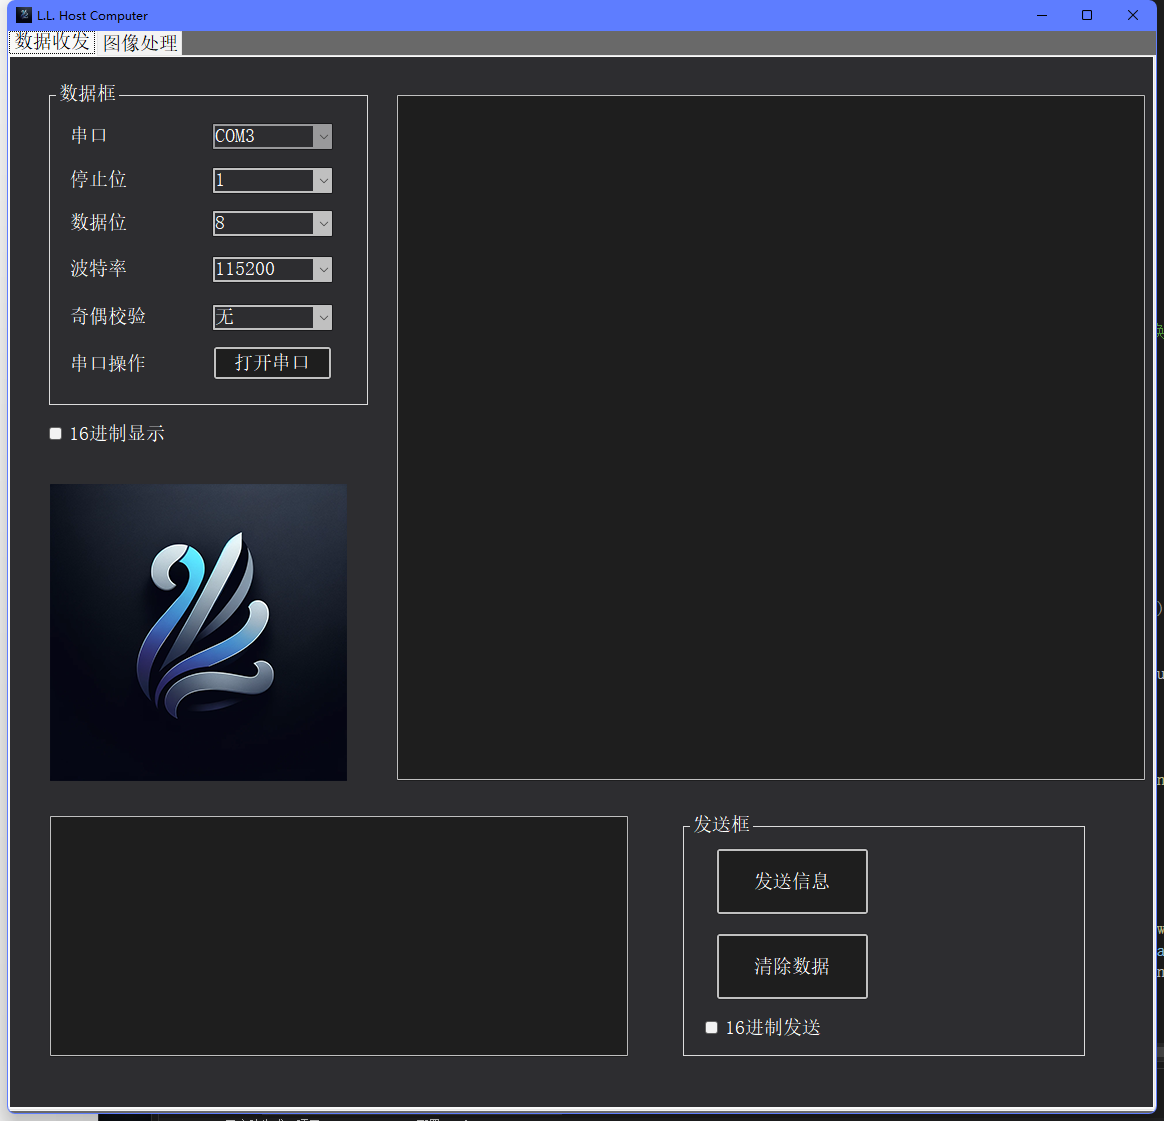 L.L. Host Computer
数据收发 图像处理
数据框
串口 COM3
停止位 1
数据位 8
波特率 115200
奇偶校验 无
串口操作 打开串口
16进制显示
发送框
发送信息
清除数据
16进制发送